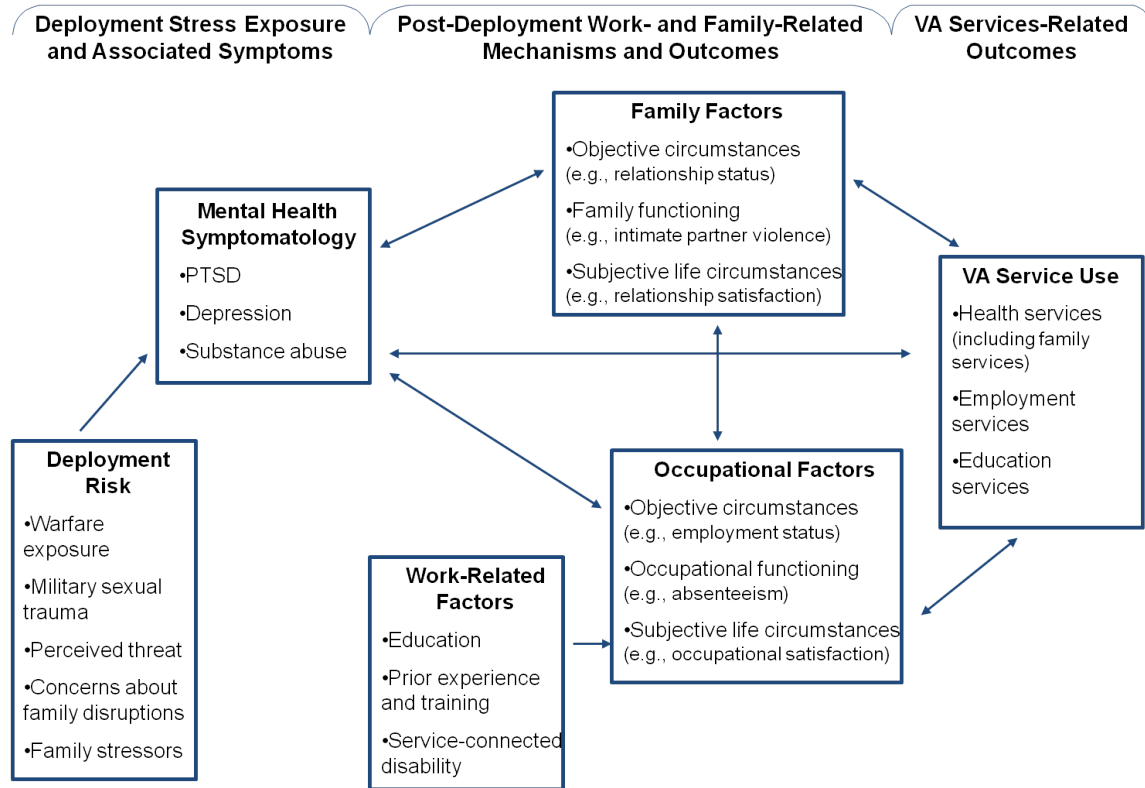 Deployment Stress Exposure
and Associated Symptoms
Post-Deployment Work- and Family-Related
Mechanisms and Outcomes
VA Services-Related
Outcomes
Family Factors
•Objective circumstances
(e.g., relationship status)
•Family functioning
(e.g., intimate partner violence)
•Subjective life circumstances
(e.g., relationship satisfaction)
Mental Health
Symptomatology
•PTSD
•Depression
•Substance abuse
VA Service Use
•Health services
(including family
services)
•Employment
services
•Education
services
Deployment
Risk
•Warfare
exposure
•Military sexual
trauma
•Perceived threat
•Concerns about
family disruptions
•Family stressors
Occupational Factors
•Objective circumstances
(e.g., employment status)
•Occupational functioning
(e.g., absenteeism)
•Subjective life circumstances
(e.g., occupational satisfaction)
Work-Related
Factors
•Education
•Prior experience
and training
•Service-connected
disability